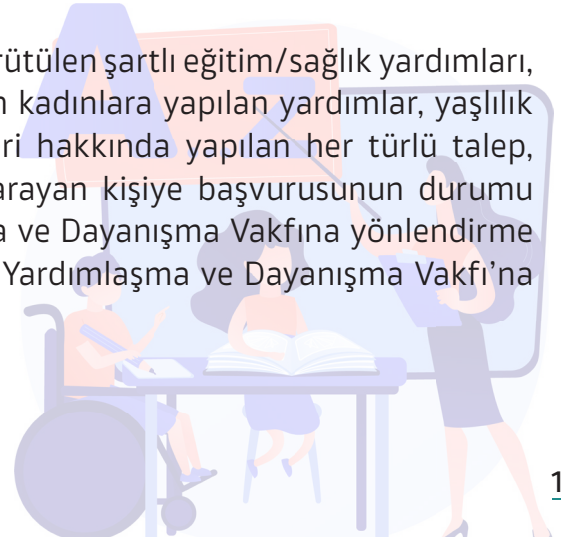 rütülen şartlı eğitim/sağlık yardımları,
kadınlara yapılan yardımlar, yaşlılık
hakkında yapılan her türlü talep,
arayan kişiye başvurusunun durumu
ve Dayanışma Vakfına yönlendirme
Yardımlaşma ve Dayanışma Vakfı’na
A Z
1